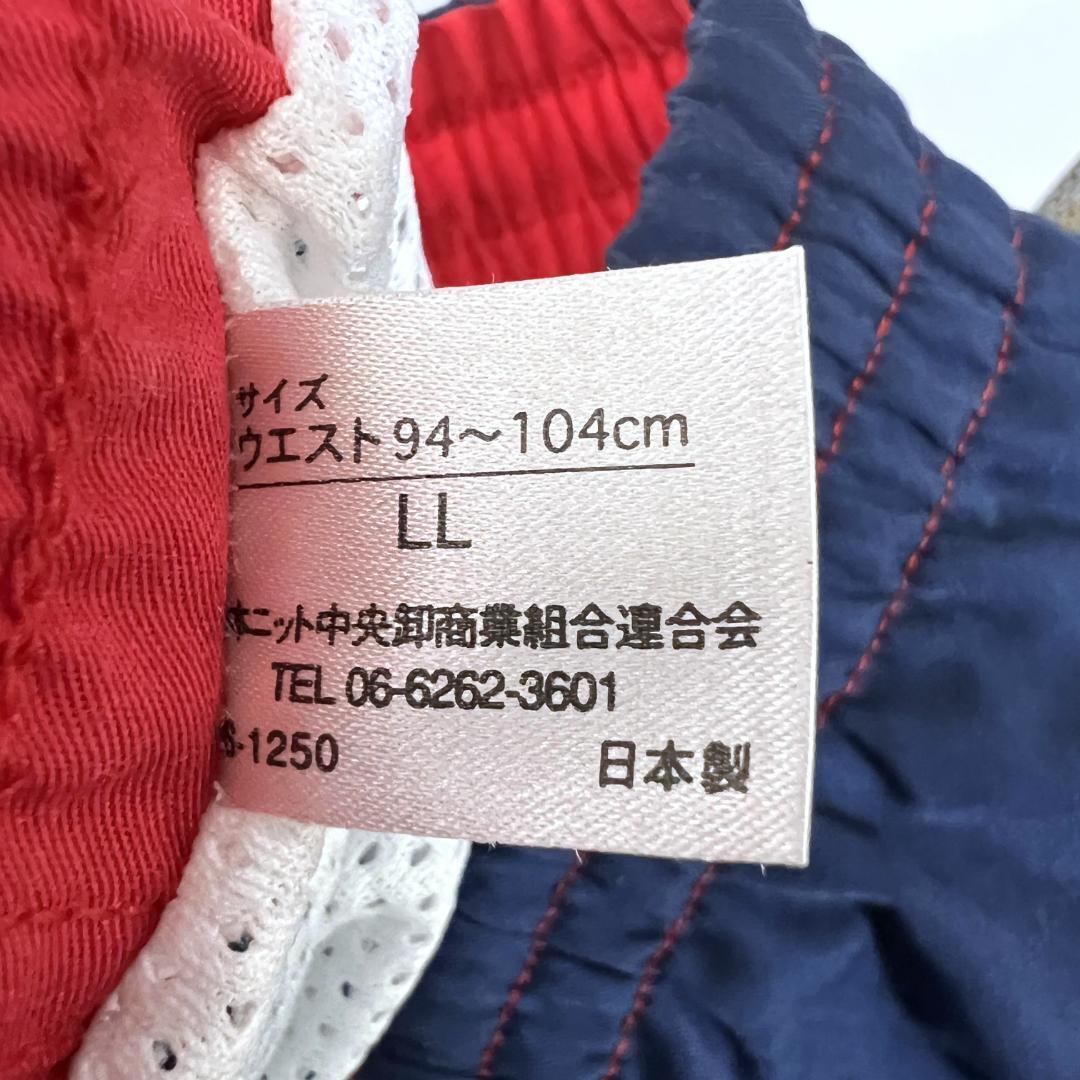 サイズ
ウエスト94～104cm
LL
本ニット中央卸商業組合連合会
TEL 06-6262-3601
-1250
日本製